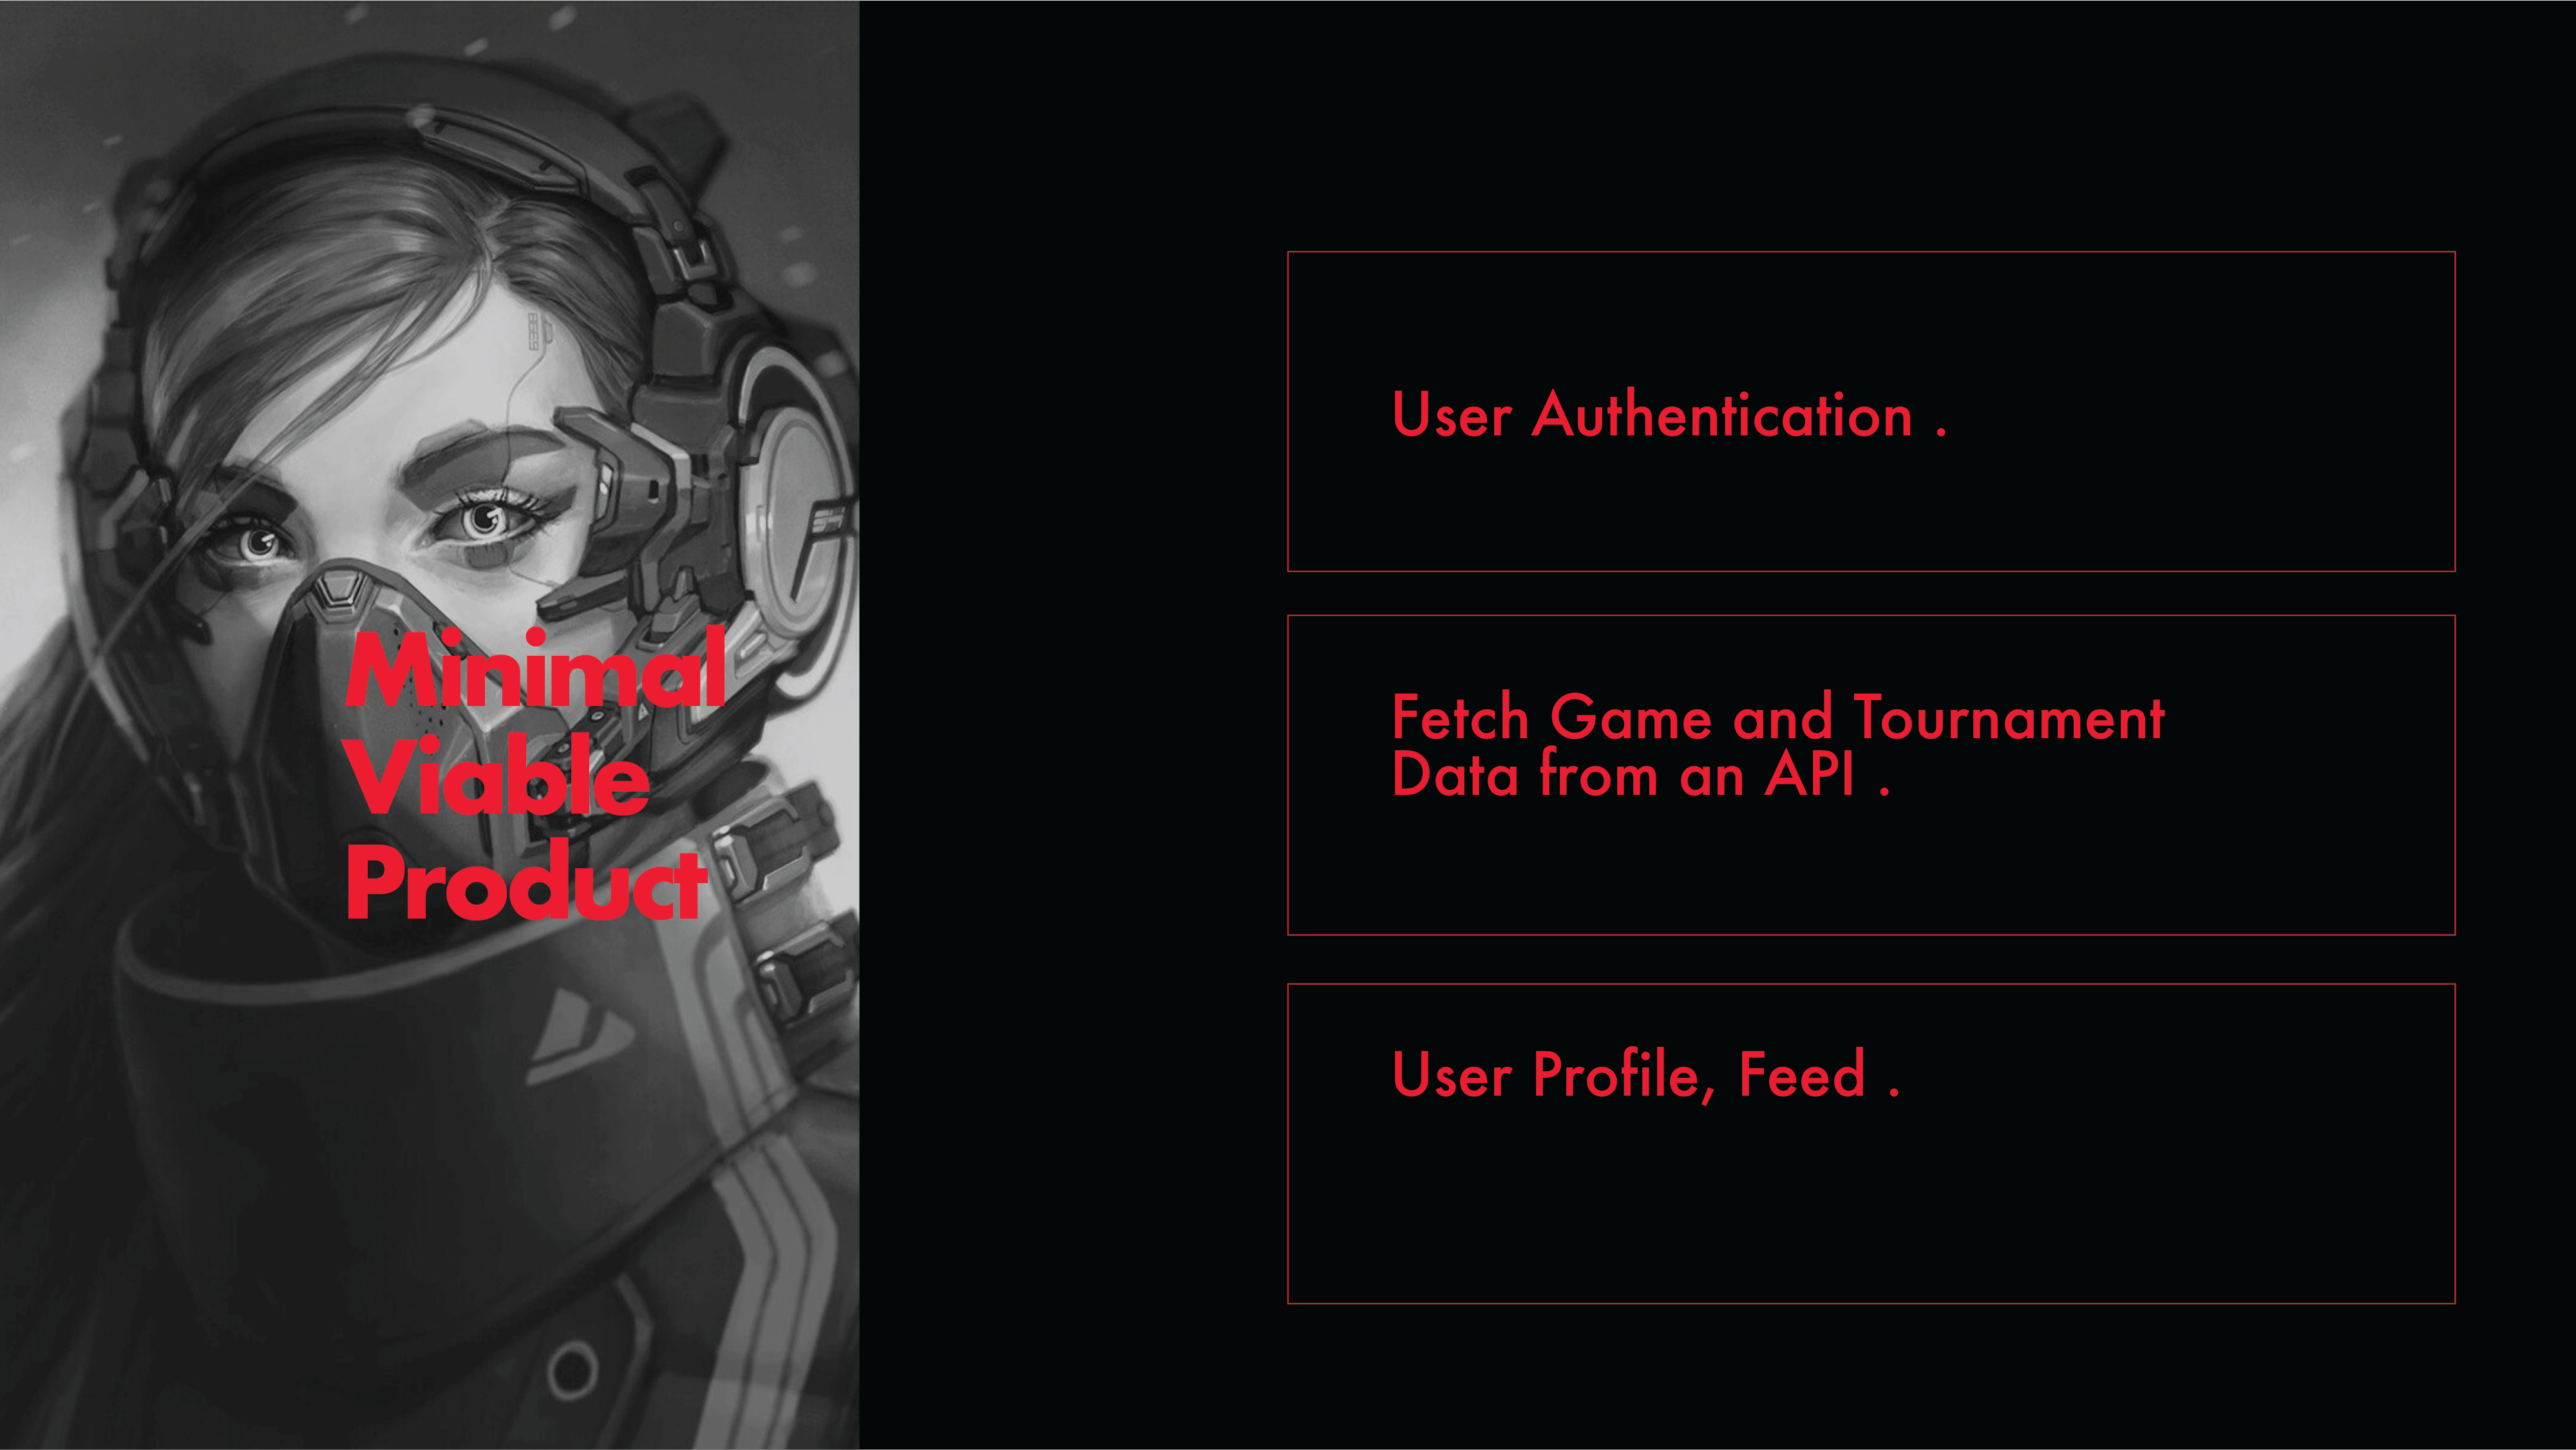 Minimal
Viable
Product
User Authentication .
Fetch Game and Tournament
Data from an API .
User Profile, Feed .